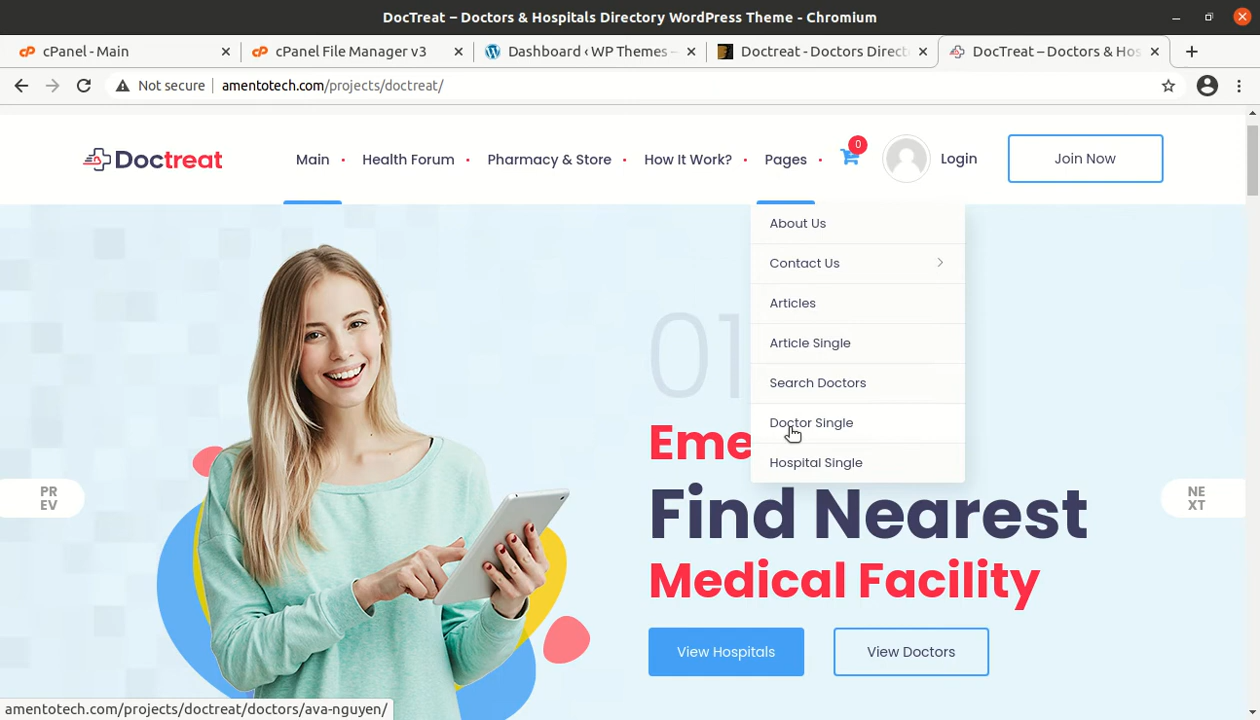 DocTreat – Doctors & Hospitals Directory WordPress Theme - Chromium
cPanel - Main
cPanel File Manager v3
Dashboard ‹ WP Themes –
Doctreat - Doctors Direct
DocTreat – Doctors & Hos
Not secure
amentotech.com/projects/doctreat/
Doctreat
Main
Health Forum
Pharmacy & Store
How It Work?
Pages
0
Login
Join Now
About Us
Contact Us
Articles
Article Single
Search Doctors
Doctor Single
Hospital Single
01
Eme
Find Nearest
Medical Facility
PR
EV
NE
XT
View Hospitals
View Doctors
amentotech.com/projects/doctreat/doctors/ava-nguyen/